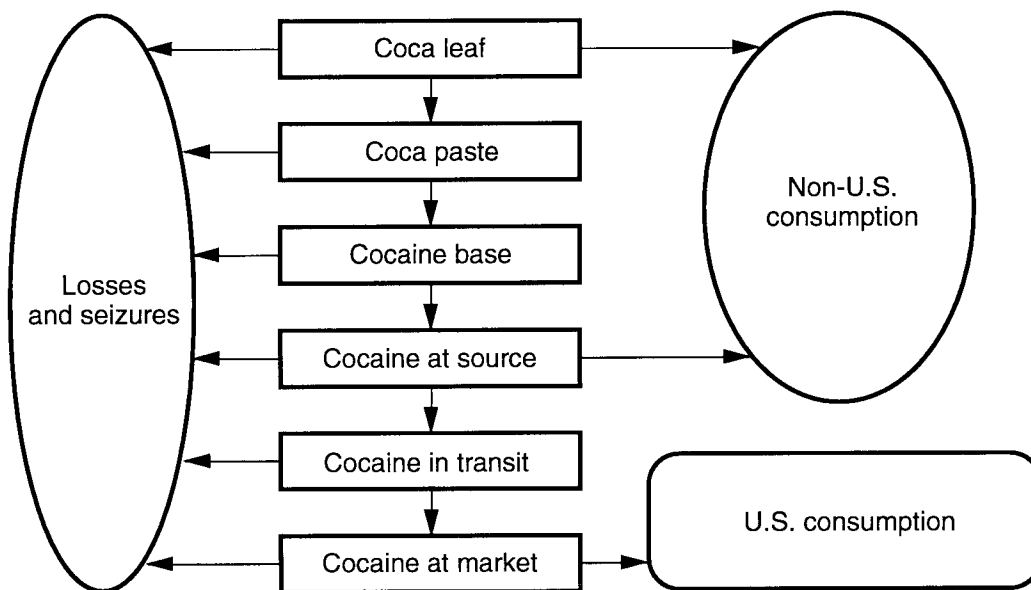 Coca leaf
Coca paste
Cocaine base
Cocaine at source
Cocaine in transit
Cocaine at market
Losses
and seizures
Non-U.S.
consumption
U.S. consumption